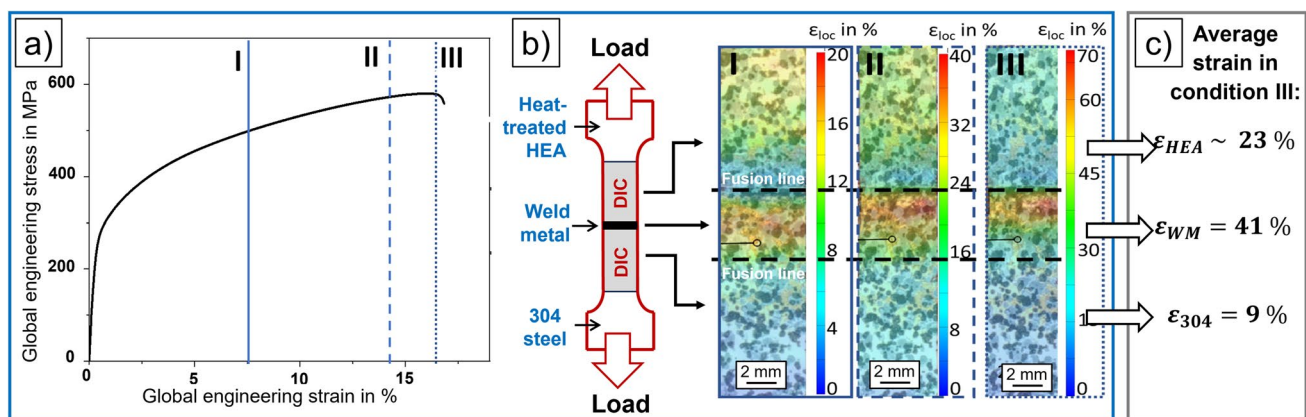 a)
I
II
III
600
400
300
200
0
Global engineering stress in MPa
0
5
10
15
Global engineering strain in %
b)
Load
Heat-
treated
HEA
DIC
Weld
metal
DIC
304
steel
Load
εloc in %
I
20
16
12
8
4
0
Fusion line
Fusion line
2 mm
εloc in %
II
40
32
24
16
8
0
2 mm
εloc in %
III
70
60
45
30
0
2 mm
c)
Average
strain in
condition III:
εHEA ~ 23 %
εWM = 41 %
ε304 = 9 %